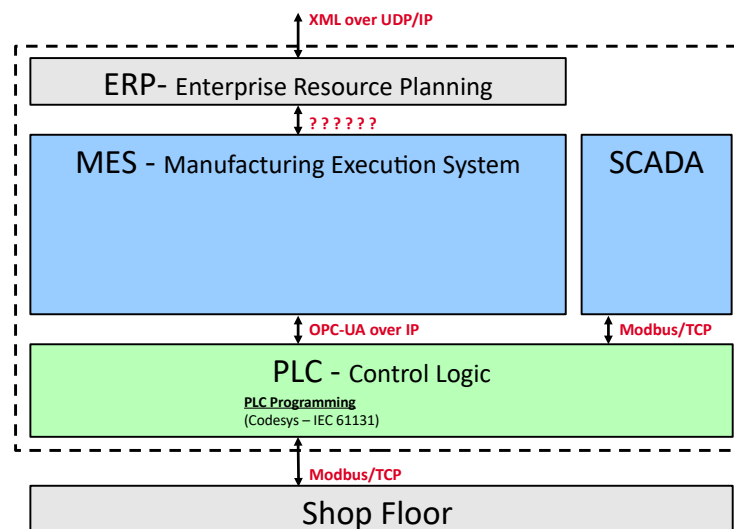 XML over UDP/IP
ERP- Enterprise Resource Planning
? ? ? ? ? ?
MES - Manufacturing Execution System
SCADA
OPC-UA over IP
Modbus/TCP
PLC - Control Logic
PLC Programming
(Codesys – IEC 61131)
Modbus/TCP
Shop Floor